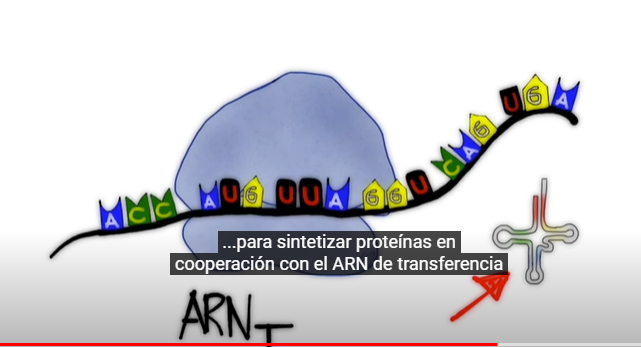 ACC AUG UUA GGU CAG UGA
...para sintetizar proteínas en
cooperación con el ARN de transferencia
ARNT